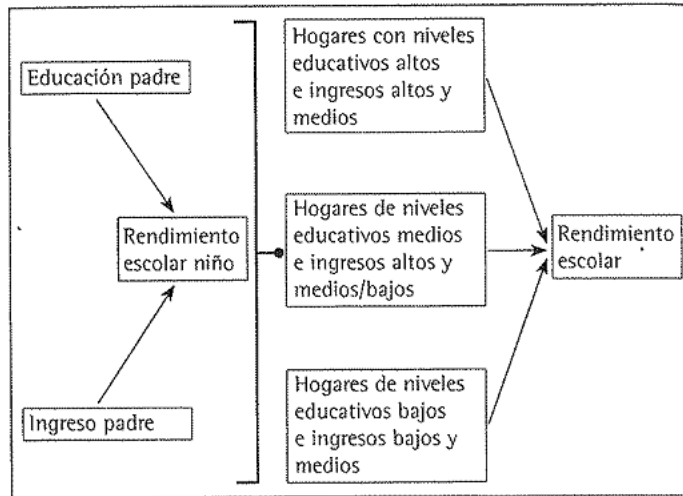 Educación padre
Rendimiento
escolar niño
Ingreso padre
Hogares con niveles
educativos altos
e ingresos altos y
medios
Hogares de niveles
educativos medios
e ingresos altos y
medios/bajos
Hogares de niveles
educativos bajos
e ingresos bajos y
medios
Rendimiento
escolar